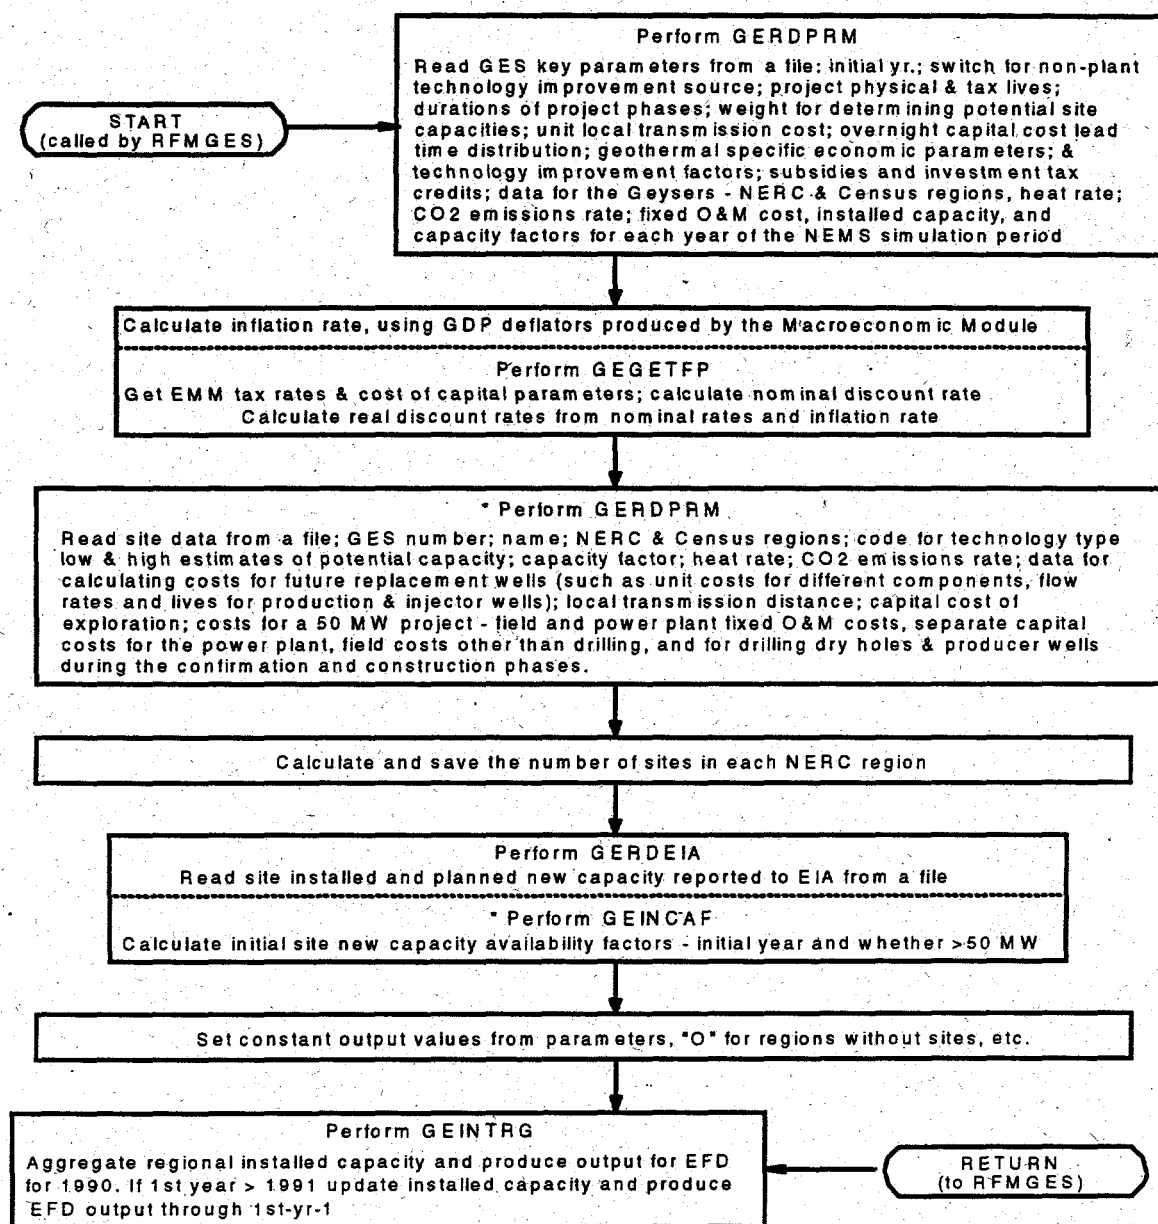 Perform GERDPRM
Read GES key parameters from a file: initial yr.; switch for non-plant
technology improvement source; project physical & tax lives;
durations of project phases; weight for determining potential site
capacities; unit local transmission cost; overnight capital cost lead
time distribution; geothermal specific economic parameters; &
technology improvement factors; subsidies and investment tax
credits; data for the Geysers - NERC & Census regions, heat rate;
CO2 emissions rate; fixed O&M cost, installed capacity, and
capacity factors for each year of the NEMS simulation period
START
(called by RFMGES)
Calculate inflation rate, using GDP deflators produced by the Macroeconomic Module
Perform GEGETFP
Get EMM tax rates & cost of capital parameters; calculate nominal discount rate
Calculate real discount rates from nominal rates and inflation rate
* Perform GERDPRM
Read site data from a file; GES number; name; NERC & Census regions; code for technology type
low & high estimates of potential capacity; capacity factor; heat rate; CO2 emissions rate; data for
calculating costs for future replacement wells (such as unit costs for different components, flow
rates and lives for production & injector wells); local transmission distance; capital cost of
exploration; costs for a 50 MW project - field and power plant fixed O&M costs, separate capital
costs for the power plant, field costs other than drilling, and for drilling dry holes & producer wells
during the confirmation and construction phases.
Calculate and save the number of sites in each NERC region
Perform GERDEIA
Read site installed and planned new capacity reported to EIA from a file
* Perform GEINCAF
Calculate initial site new capacity availability factors - initial year and whether >50 MW
Set constant output values from parameters, "O" for regions without sites, etc.
Perform GEINTRG
Aggregate regional installed capacity and produce output for EFD
for 1990. If 1st year > 1991 update installed capacity and produce
EFD output through 1st-yr-1
RETURN
(to RFMGES)